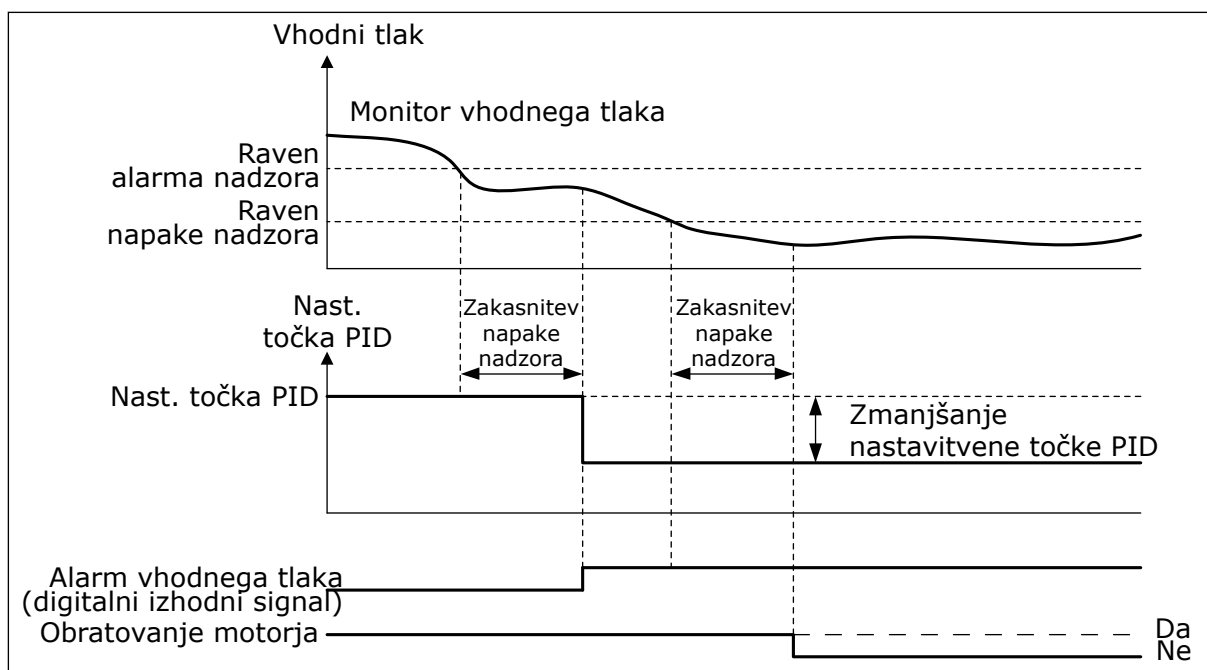 Vhodni tlak
Monitor vhodnega tlaka
Raven
alarma nadzora
Raven
napake nadzora
Nast.
točka PID
Zakasnitev
napake
nadzora
Zakasnitev
napake
nadzora
Nast. točka PID
Zmanjšanje
nastavitvene točke PID
Alarm vhodnega tlaka
(digitalni izhodni signal)
Obratovanje motorja
Da
Ne